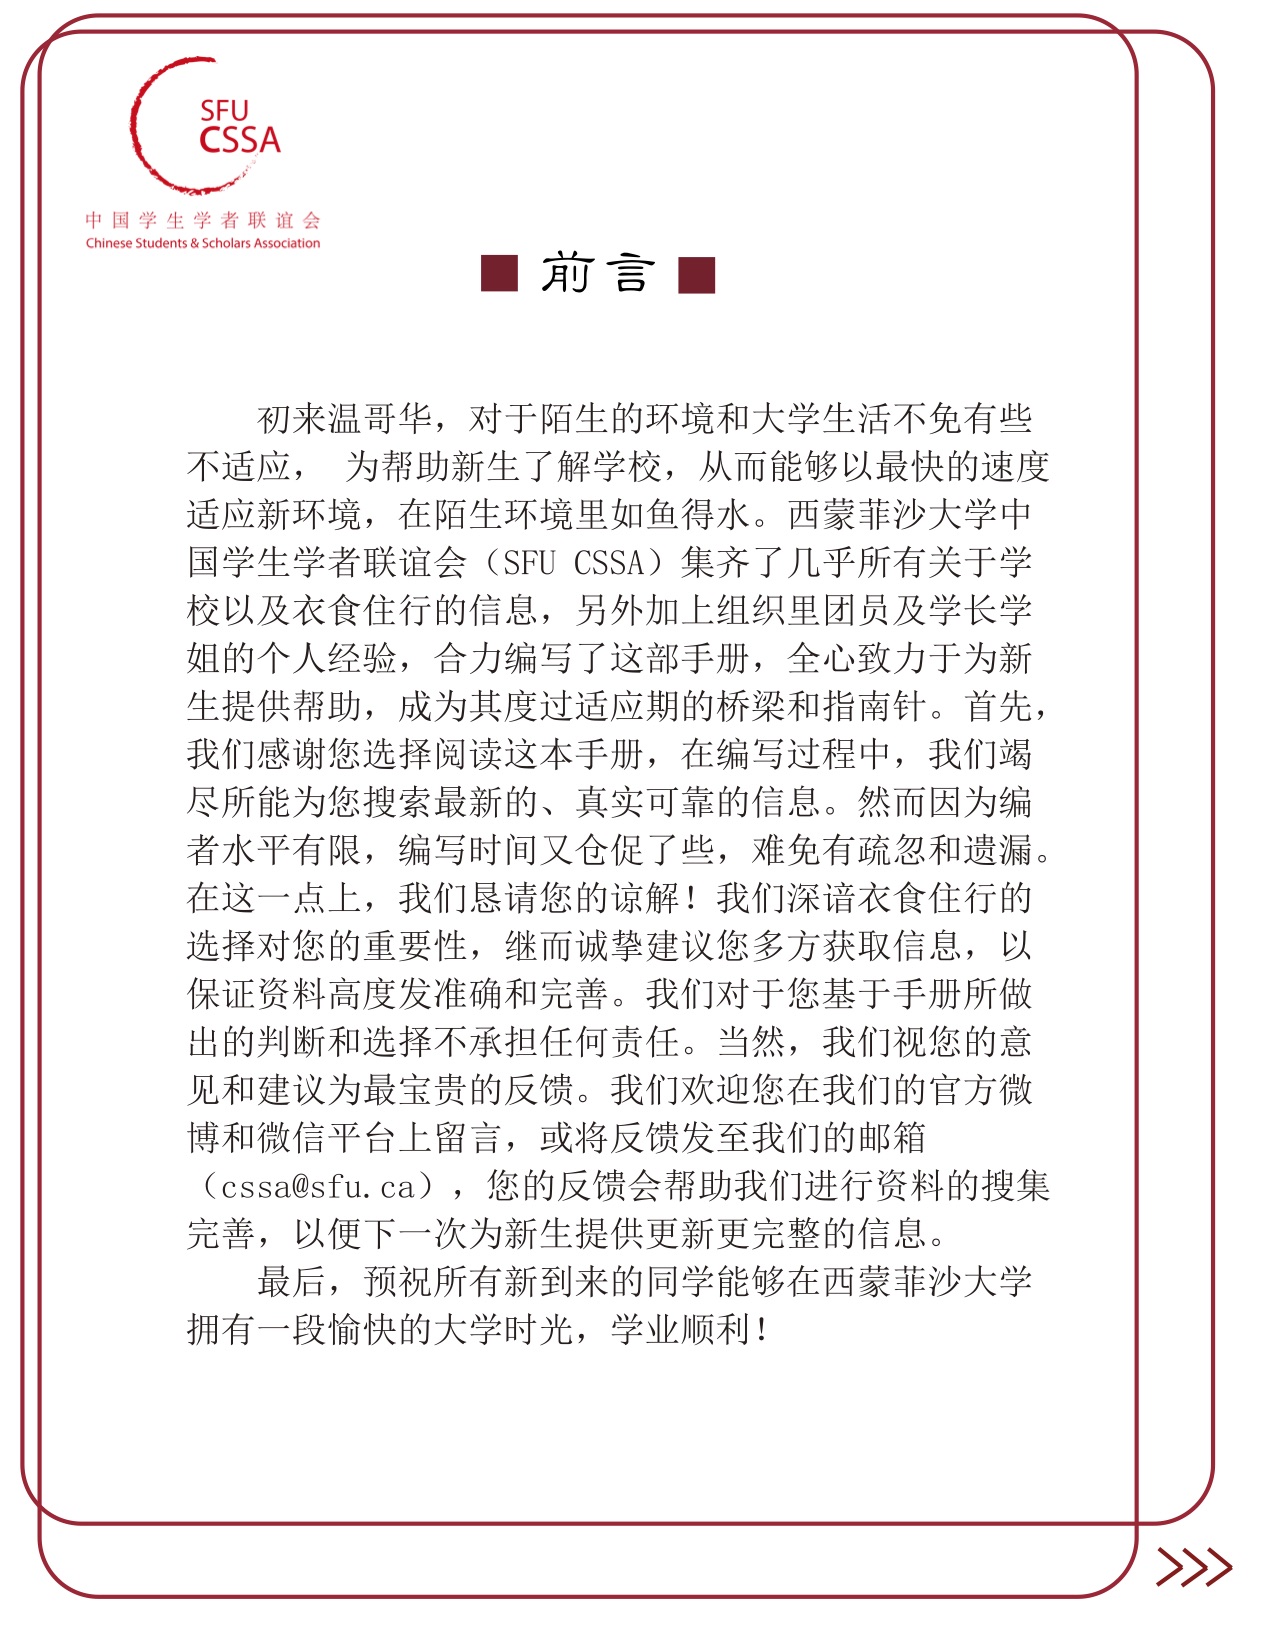 SFU
CSSA
中国学生学者联谊会
Chinese Students & Scholars Association
■ 前言 ■
初来温哥华，对于陌生的环境和大学生活不免有些
不适应， 为帮助新生了解学校，从而能够以最快的速度
适应新环境，在陌生环境里如鱼得水。西蒙菲沙大学中
国学生学者联谊会（SFU CSSA）集齐了几乎所有关于学
校以及衣食住行的信息，另外加上组织里团员及学长学
姐的个人经验，合力编写了这部手册，全心致力于为新
生提供帮助，成为其度过适应期的桥梁和指南针。首先，
我们感谢您选择阅读这本手册，在编写过程中，我们竭
尽所能为您搜索最新的、真实可靠的信息。然而因为编
者水平有限，编写时间又仓促了些，难免有疏忽和遗漏。
在这一点上，我们恳请您的谅解！我们深谙衣食住行的
选择对您的重要性，继而诚挚建议您多方获取信息，以
保证资料高度发准确和完善。我们对于您基于手册所做
出的判断和选择不承担任何责任。当然，我们视您的意
见和建议为最宝贵的反馈。我们欢迎您在我们的官方微
博和微信平台上留言，或将反馈发至我们的邮箱
（cssa@sfu.ca），您的反馈会帮助我们进行资料的搜集
完善，以便下一次为新生提供更新更完整的信息。
最后，预祝所有新到来的同学能够在西蒙菲沙大学
拥有一段愉快的大学时光，学业顺利！